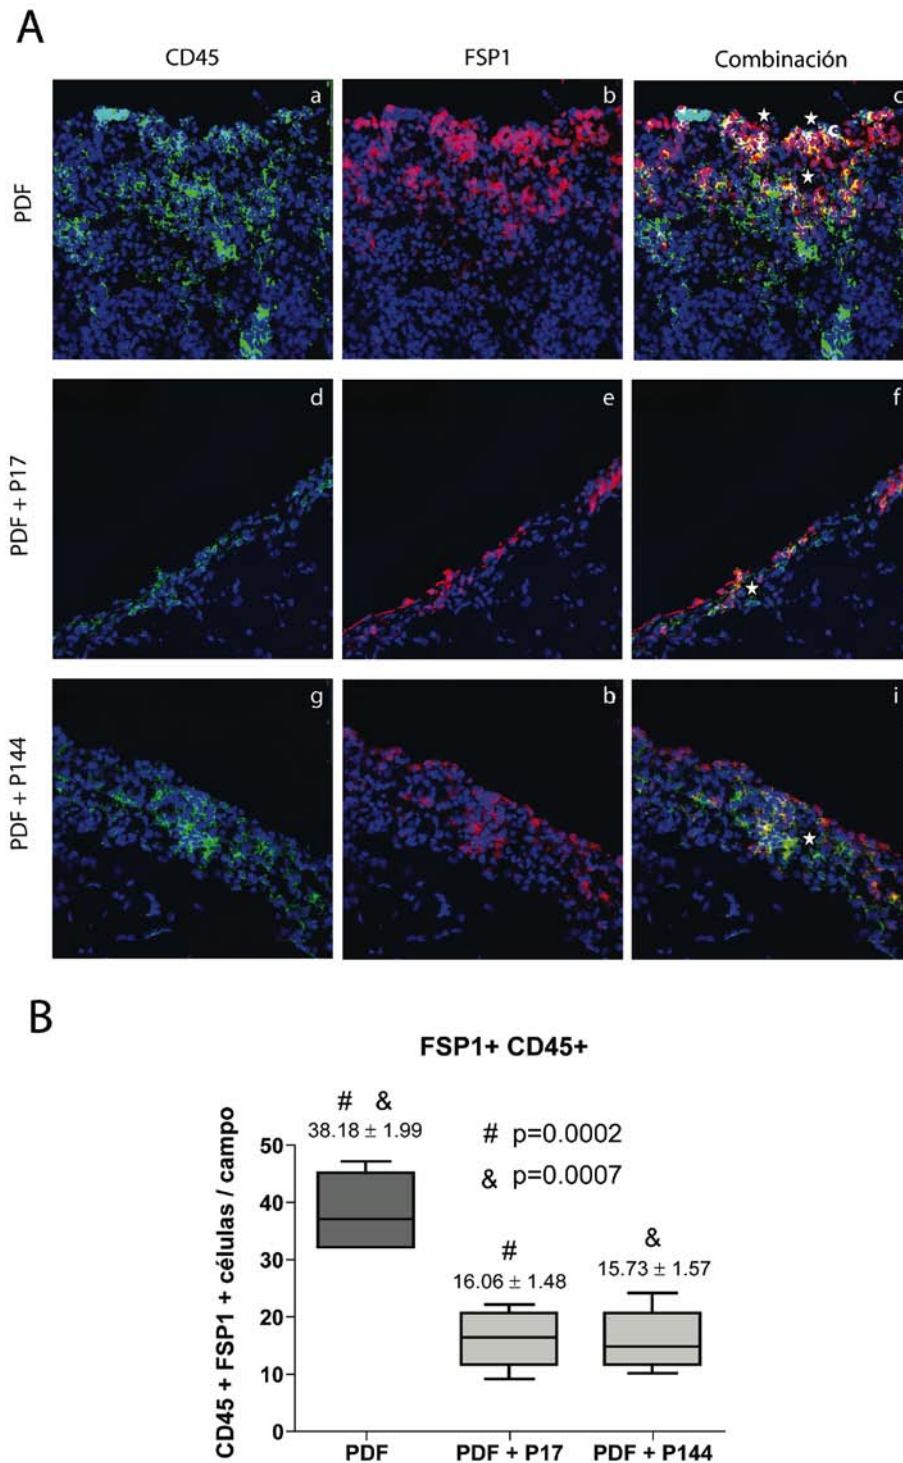 A
CD45 FSP1 Combinación
PDF
a b c
PDF + P17
d e f
PDF + P144
g b i
B
FSP1+ CD45+
# &
38.18 ± 1.99
# p=0.0002
& p=0.0007
#
16.06 ± 1.48
&
15.73 ± 1.57
CD45 + FSP1 + células / campo
50
40
30
20
10
0
PDF PDF + P17 PDF + P144